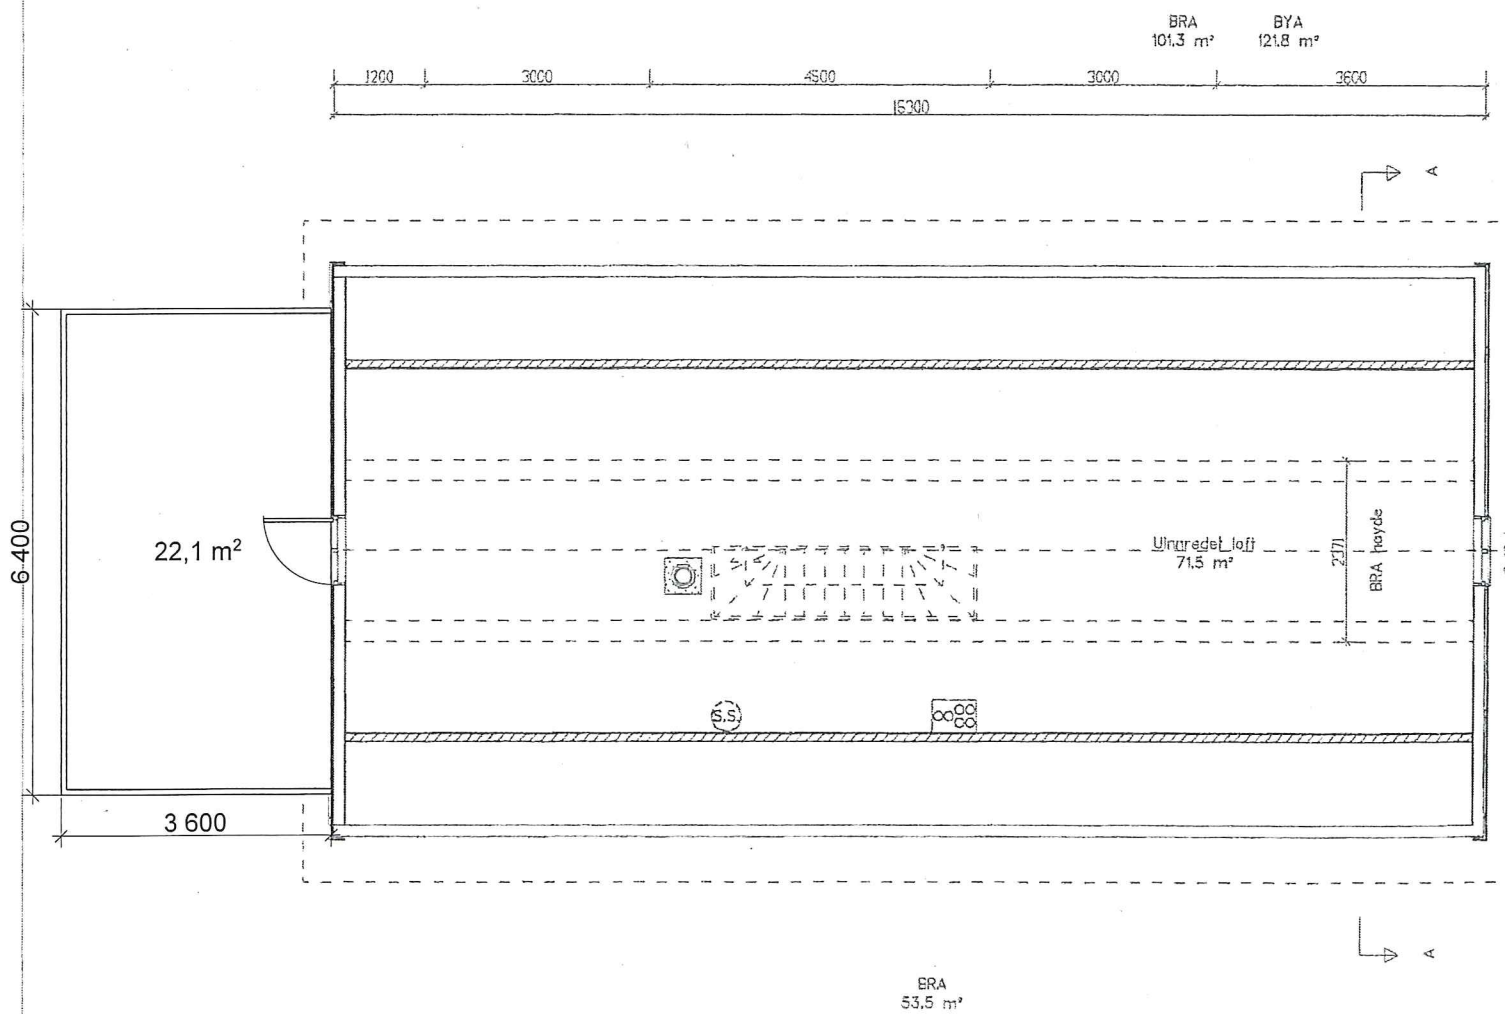 BRA BYA
101.3 m² 121.8 m²
1200 3000 4500 3000 3600
15300
A
6 400
22,1 m²
Uinnredet loft
71.5 m²
2371
BRA høyde
S.S.
3 600
A
BRA
53.5 m²